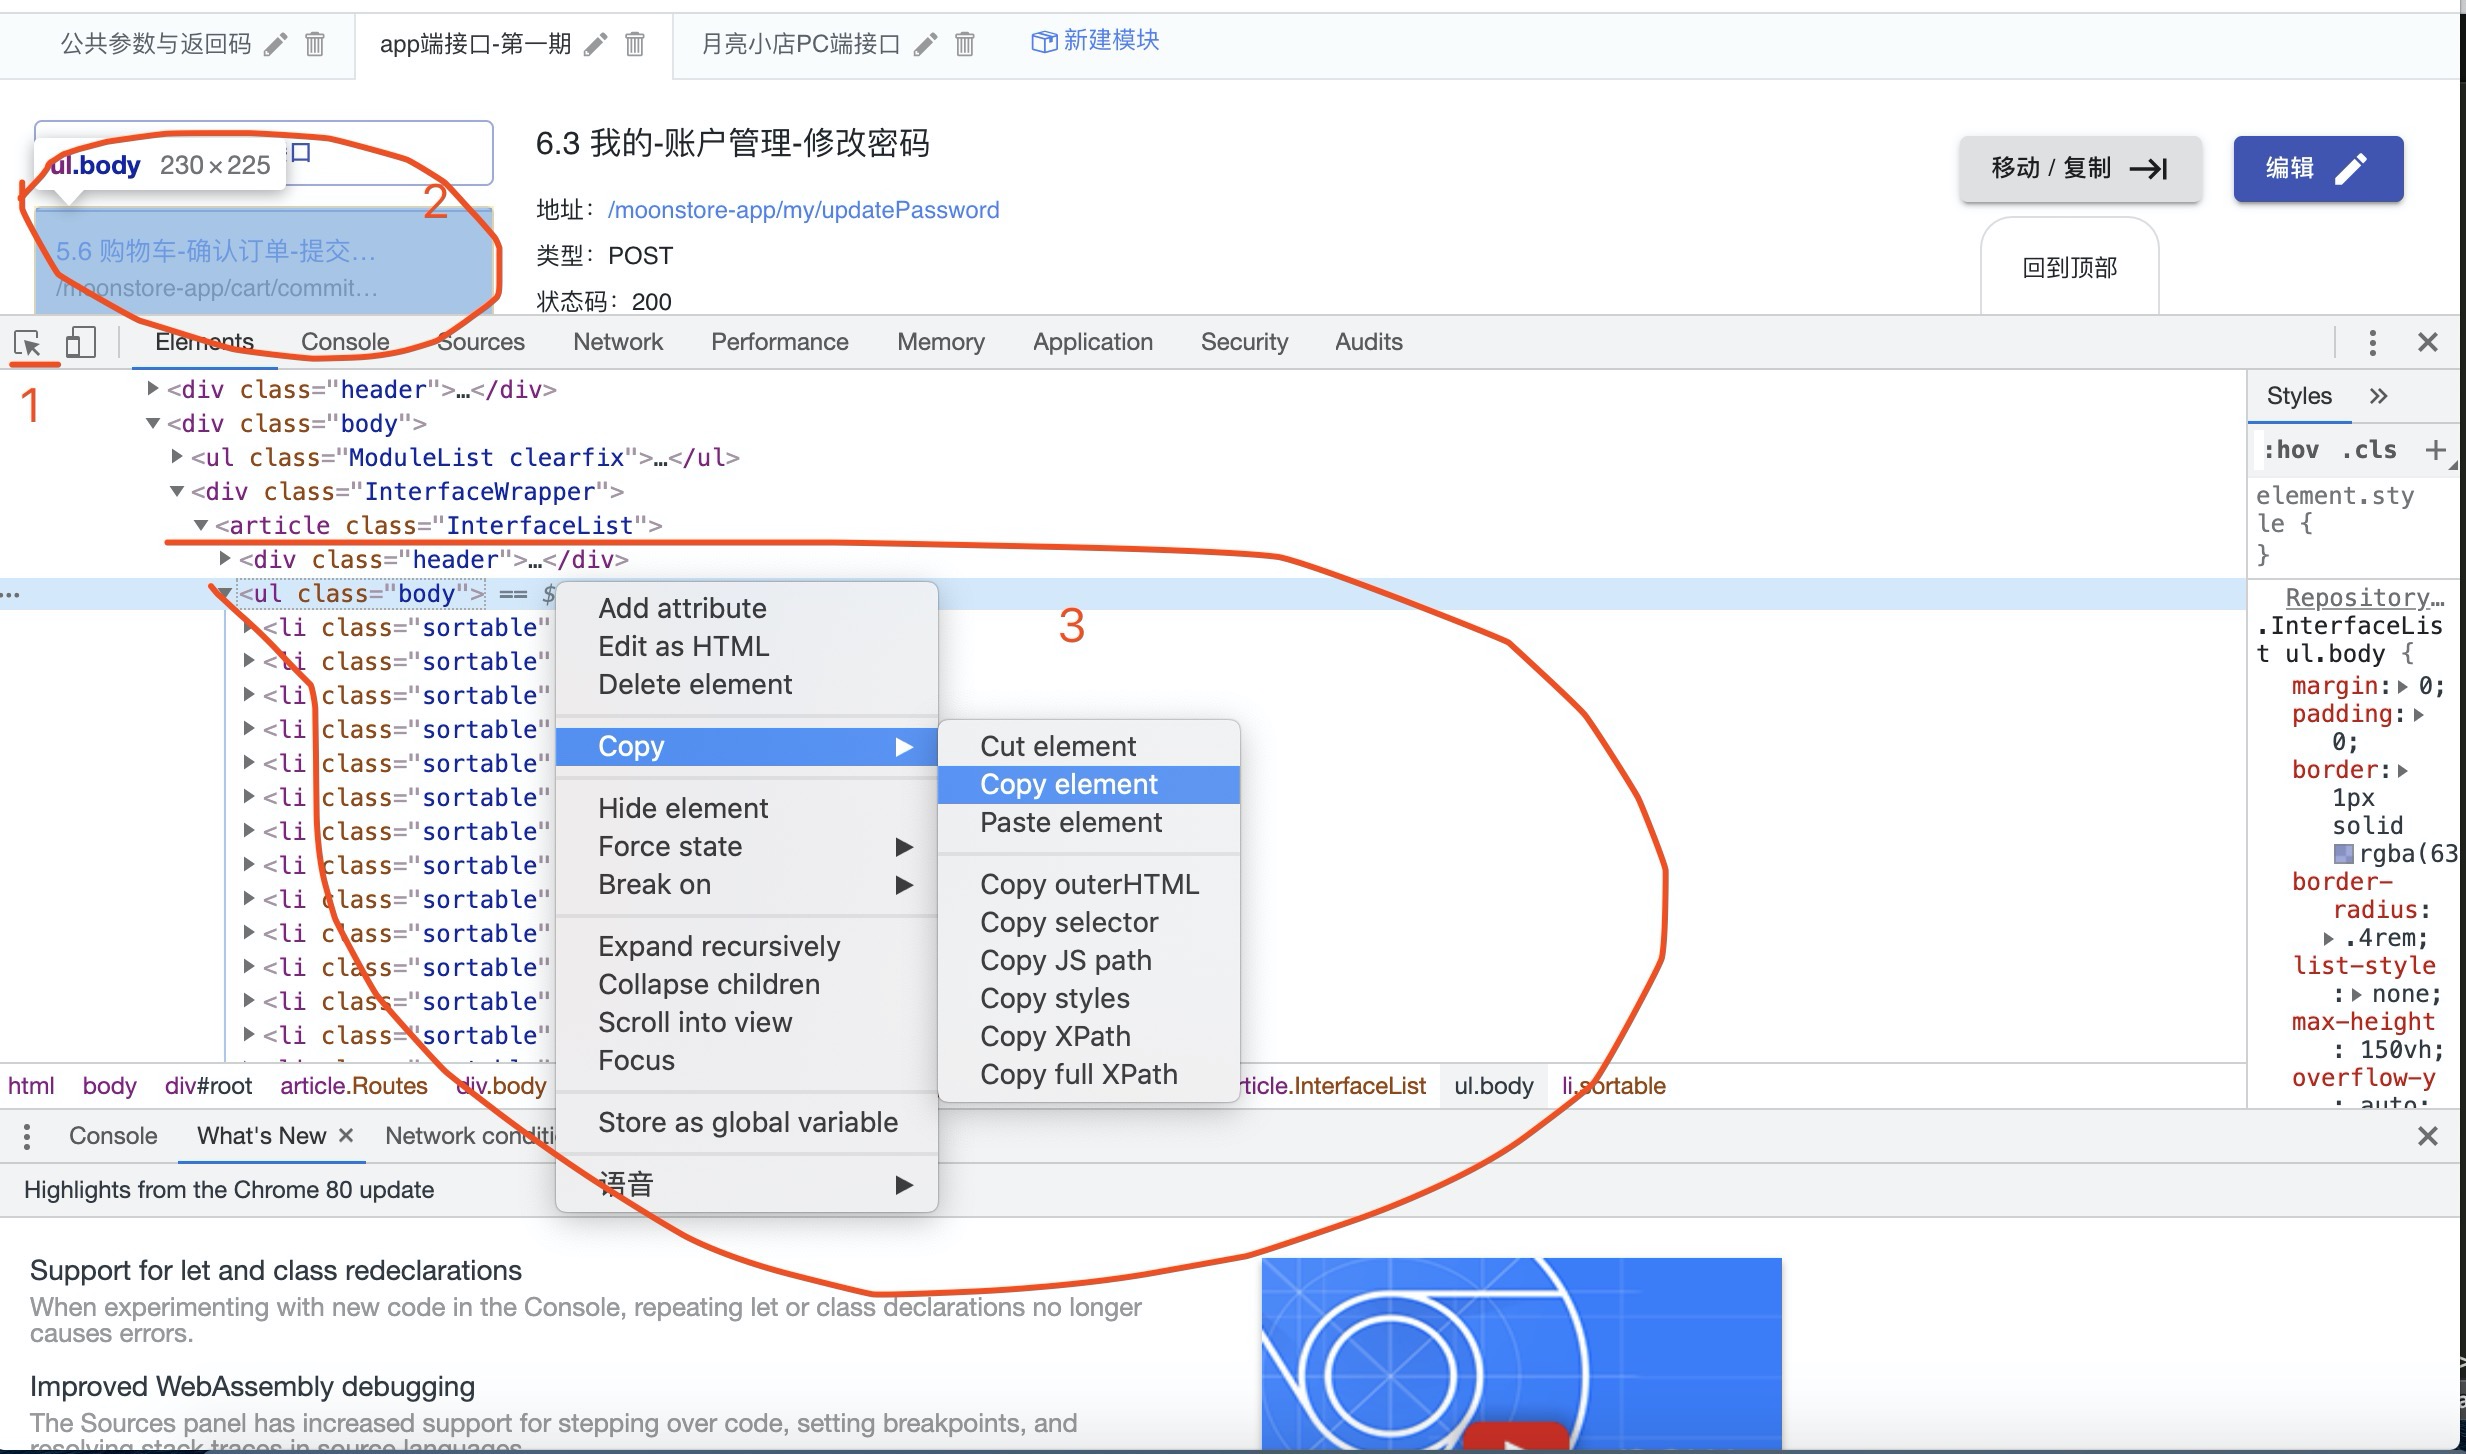 公共参数与返回码
app端接口-第一期
月亮小店PC端接口
新建模块
ul.body 230×225
口
2
5.6 购物车-确认订单-提交…
/moonstore-app/cart/commit…
6.3 我的-账户管理-修改密码
地址：/moonstore-app/my/updatePassword
类型：POST
状态码：200
移动 / 复制
编辑
回到顶部
Elements Console Sources Network Performance Memory Application Security Audits
1
<div class="header">…</div>
<div class="body">
<ul class="ModuleList clearfix">…</ul>
<div class="InterfaceWrapper">
<article class="InterfaceList">
<div class="header">…</div>
<ul class="body"> == $
<li class="sortable"
<li class="sortable"
<li class="sortable"
<li class="sortable"
<li class="sortable"
<li class="sortable"
<li class="sortable"
<li class="sortable"
<li class="sortable"
<li class="sortable"
<li class="sortable"
<li class="sortable"
<li class="sortable"
3
Add attribute
Edit as HTML
Delete element
Copy
Hide element
Force state
Break on
Expand recursively
Collapse children
Scroll into view
Focus
Store as global variable
语音
Cut element
Copy element
Paste element
Copy outerHTML
Copy selector
Copy JS path
Copy styles
Copy XPath
Copy full XPath
Styles »
:hov .cls +
element.sty
le {
}
Repository…
.InterfaceLis
t ul.body {
margin: 0;
padding:
0;
border:
1px
solid
rgba(63
border-
radius:
.4rem;
list-style
: none;
max-height
: 150vh;
overflow-y
: auto;
html body div#root article.Routes div.body rticle.InterfaceList ul.body li.sortable
Console What's New × Network conditi
Highlights from the Chrome 80 update
Support for let and class redeclarations
When experimenting with new code in the Console, repeating let or class declarations no longer
causes errors.
Improved WebAssembly debugging
The Sources panel has increased support for stepping over code, setting breakpoints, and
resolving stack traces in source languages.